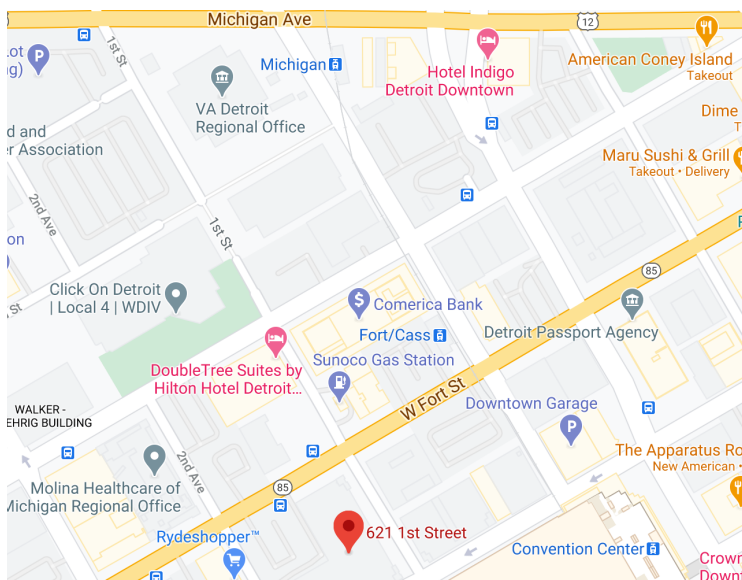 Michigan Ave
12
1st St
Lot
g)
P
Michigan
Hotel Indigo
Detroit Downtown
American Coney Island
Takeout
VA Detroit
Regional Office
d and
er Association
Dime
T
Maru Sushi & Grill
Takeout • Delivery
2nd Ave
1st St
on
F
85
Click On Detroit
| Local 4 | WDIV
St
$
Comerica Bank
Fort/Cass
Detroit Passport Agency
Sunoco Gas Station
DoubleTree Suites by
Hilton Hotel Detroit...
W Fort St
Downtown Garage
P
WALKER -
EHRIG BUILDING
2nd Ave
The Apparatus Ro
New American •
Molina Healthcare of
Michigan Regional Office
85
Rydeshopper™
621 1st Street
Convention Center
Crown
Downt